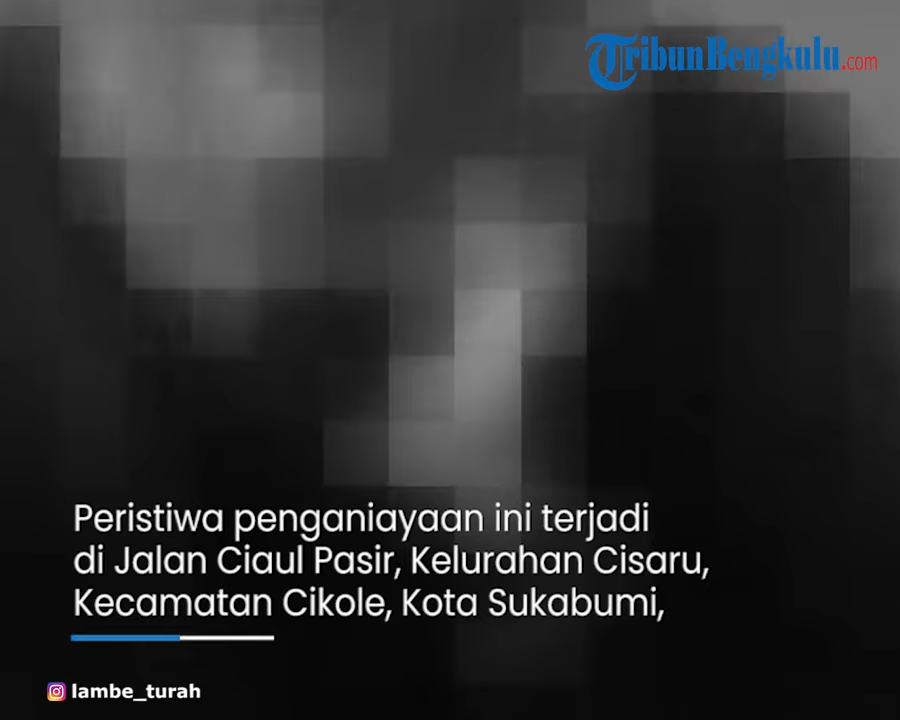 TribunBengkulu.com
Peristiwa penganiayaan ini terjadi
di Jalan Ciaul Pasir, Kelurahan Cisaru,
Kecamatan Cikole, Kota Sukabumi,
lambe_turah